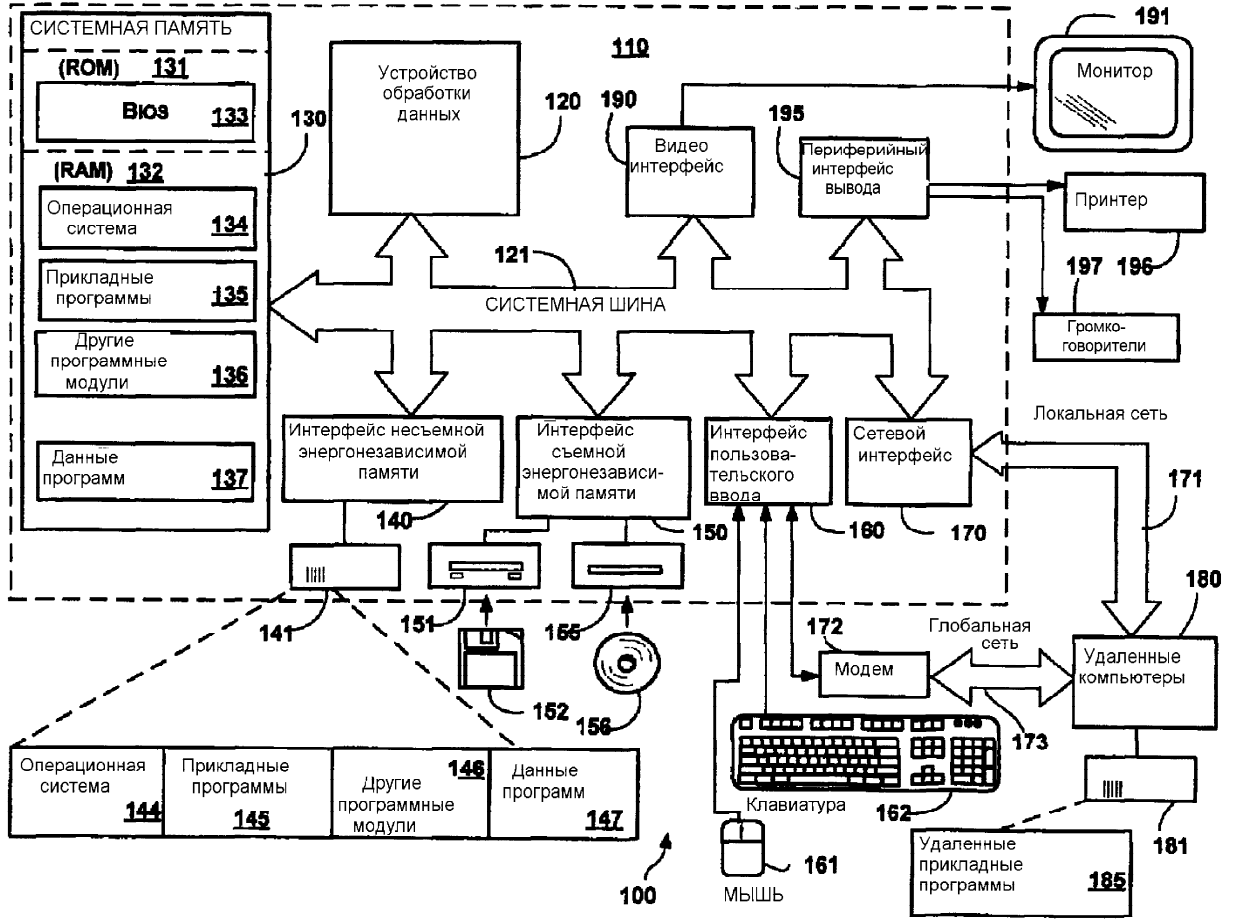 СИСТЕМНАЯ ПАМЯТЬ
(ROM) 131
BIOS 133
130
(RAM) 132
Операционная
система 134
Прикладные
программы 135
Другие
программные
модули 136
Данные
программ 137
Устройство
обработки
данных
120
110
190
Видео
интерфейс
195
Периферийный
интерфейс
вывода
191
Монитор
Принтер
196
197
Громко-
говорители
121
СИСТЕМНАЯ ШИНА
Интерфейс несъемной
энергонезависимой
памяти
140
Интерфейс
съемной
энергонезависи-
мой памяти
150
Интерфейс
пользова-
тельского
ввода
160
Сетевой
интерфейс
170
Локальная сеть
171
141
151
155
152
156
172
Модем
Глобальная
сеть
173
180
Удаленные
компьютеры
181
Операционная
система 144
Прикладные
программы
145
146
Другие
программные
модули
Данные
программ
147
Клавиатура
162
161
МЫШЬ
100
Удаленные
прикладные
программы 185